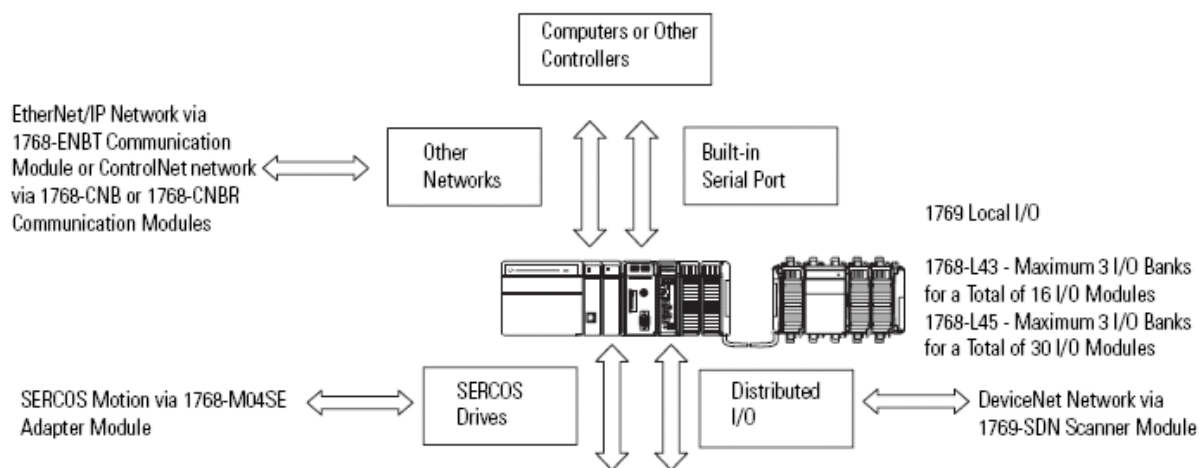 Computers or Other
Controllers
EtherNet/IP Network via
1768-ENBT Communication
Module or ControlNet network
via 1768-CNB or 1768-CNBR
Communication Modules
Other
Networks
Built-in
Serial Port
1769 Local I/O
1768-L43 - Maximum 3 I/O Banks
for a Total of 16 I/O Modules
1768-L45 - Maximum 3 I/O Banks
for a Total of 30 I/O Modules
SERCOS Motion via 1768-M04SE
Adapter Module
SERCOS
Drives
Distributed
I/O
DeviceNet Network via
1769-SDN Scanner Module